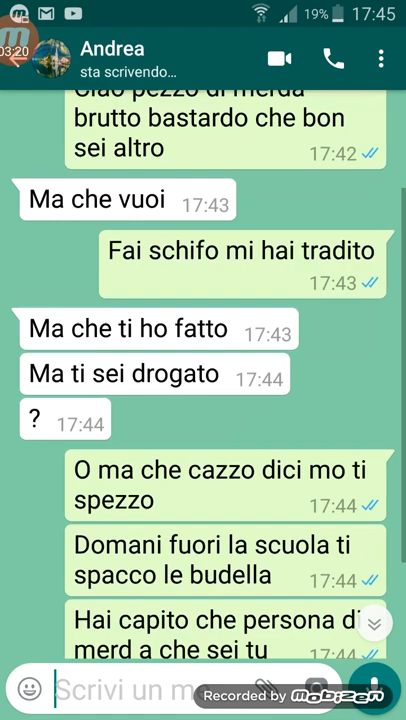 19% 17:45
03:20
Andrea
sta scrivendo...
Ciao pezzo di merda
brutto bastardo che bon
sei altro
17:42
Ma che vuoi 17:43
Fai schifo mi hai tradito
17:43
Ma che ti ho fatto 17:43
Ma ti sei drogato 17:44
? 17:44
O ma che cazzo dici mo ti
spezzo
17:44
Domani fuori la scuola ti
spacco le budella
17:44
Hai capito che persona di
merd a che sei tu
17:44
Scrivi un m
Recorded by mobizen